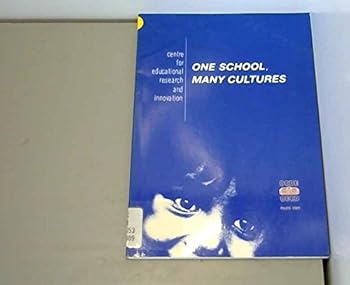 centre
for
educational
research
and
innovation
ONE SCHOOL,
MANY CULTURES
OCDE
OECD